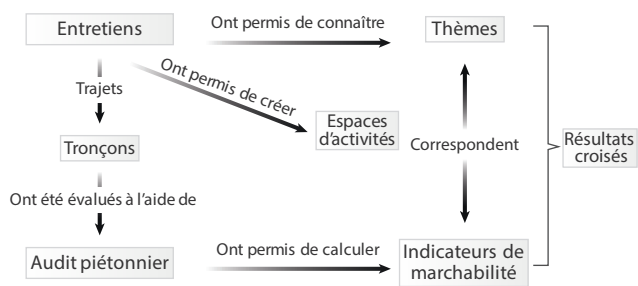 Entretiens
Ont permis de connaître
Thèmes
Trajets
Ont permis de créer
Espaces
d'activités
Tronçons
Correspondent
Résultats
croisés
Ont été évalués à l'aide de
Audit piétonnier
Ont permis de calculer
Indicateurs de
marchabilité